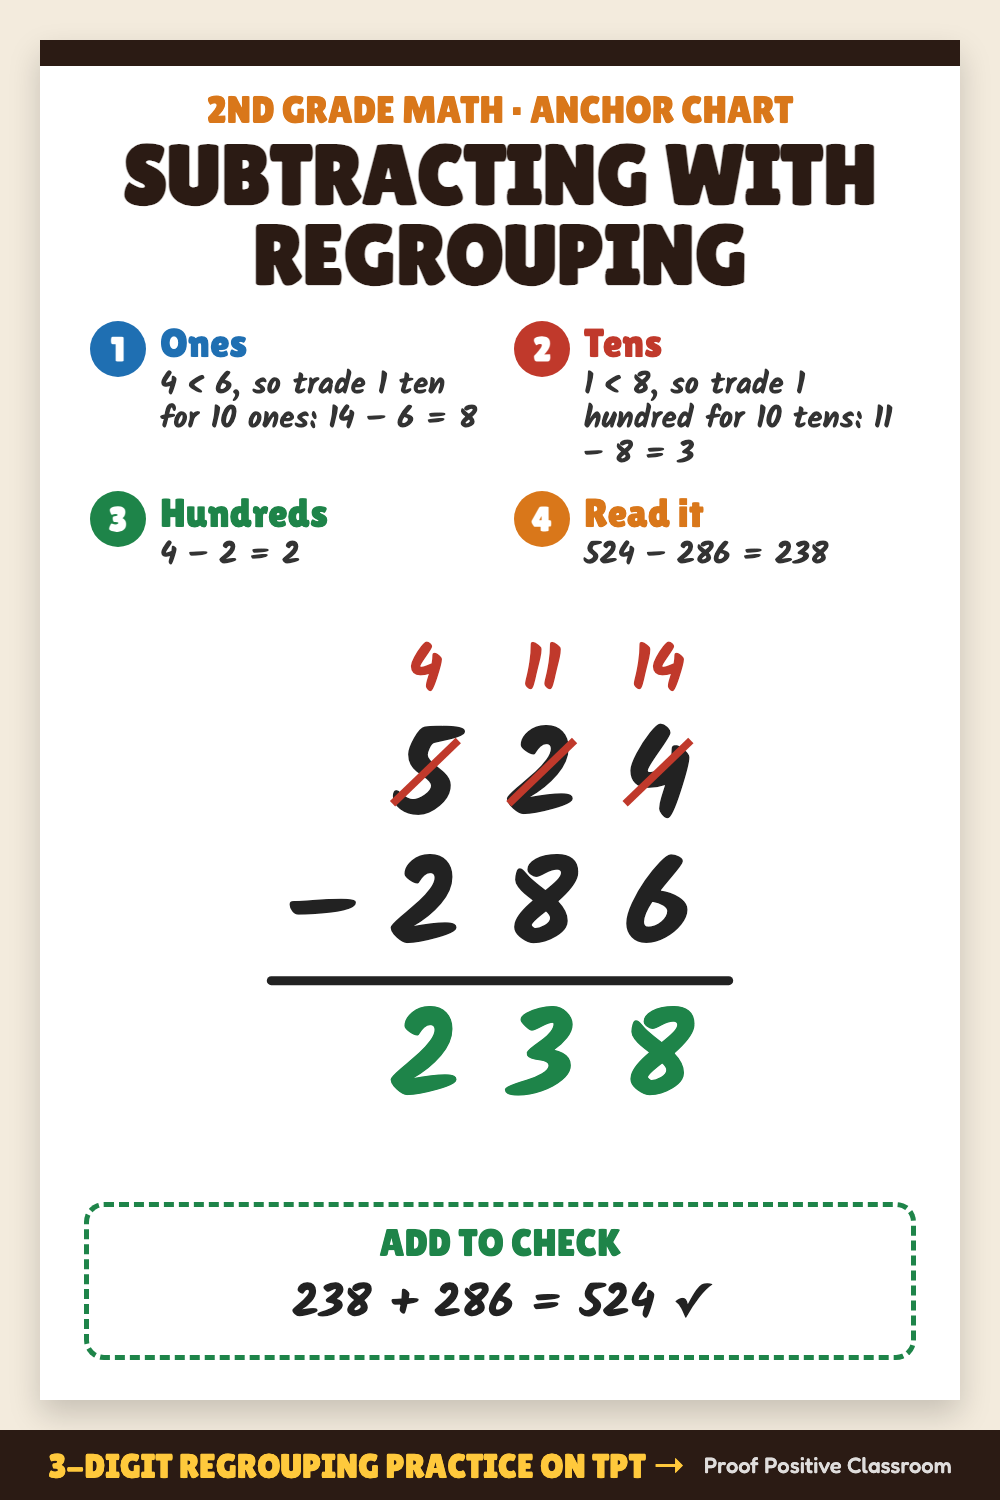 2ND GRADE MATH · ANCHOR CHART
SUBTRACTING WITH
REGROUPING
1 Ones
4 < 6, so trade 1 ten
for 10 ones: 14 – 6 = 8
2 Tens
1 < 8, so trade 1
hundred for 10 tens: 11
– 8 = 3
3 Hundreds
4 – 2 = 2
4 Read it
524 – 286 = 238
4 11 14
5 2 4
– 2 8 6
2 3 8
ADD TO CHECK
238 + 286 = 524 ✓
3-DIGIT REGROUPING PRACTICE ON TPT → Proof Positive Classroom